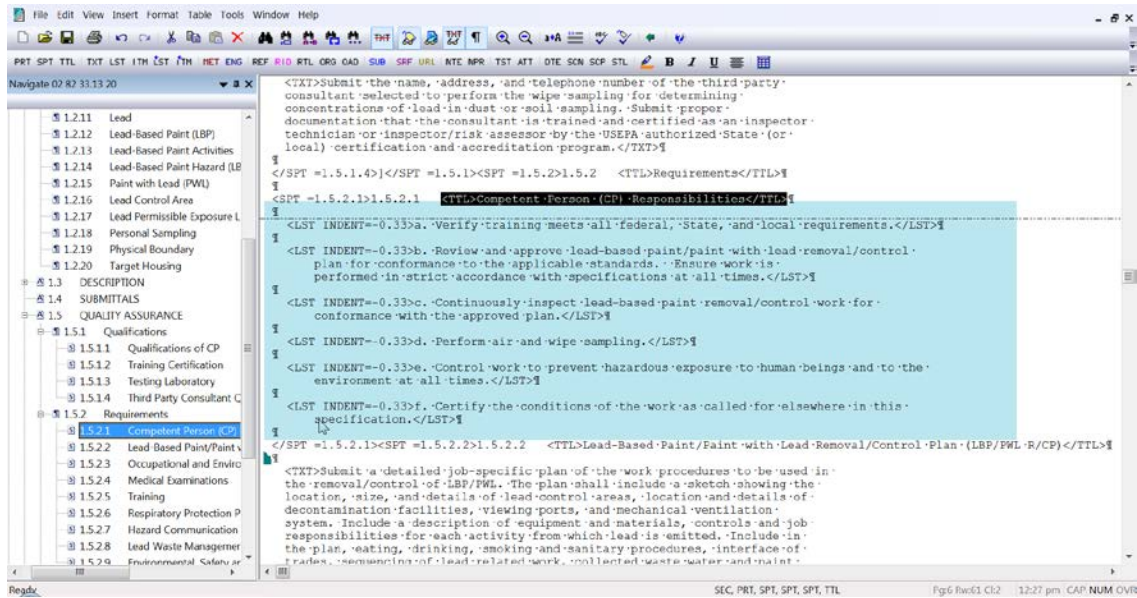 File Edit View Insert Format Table Tools Window Help
PRT SPT TTL TXT LST ITM TST TTM MET ENG REF RID RTL ORG OAD SUB SRF URL NTE NPR TST ATT DTE SCN SCP STL B I U
Navigate 02 82 33.13 20
1.2.11 Lead
1.2.12 Lead-Based Paint (LBP)
1.2.13 Lead-Based Paint Activities
1.2.14 Lead-Based Paint Hazard (LB
1.2.15 Paint with Lead (PWL)
1.2.16 Lead Control Area
1.2.17 Lead Permissible Exposure L
1.2.18 Personal Sampling
1.2.19 Physical Boundary
1.2.20 Target Housing
1.3 DESCRIPTION
1.4 SUBMITTALS
1.5 QUALITY ASSURANCE
1.5.1 Qualifications
1.5.1.1 Qualifications of CP
1.5.1.2 Training Certification
1.5.1.3 Testing Laboratory
1.5.1.4 Third Party Consultant Q
1.5.2 Requirements
1.5.2.1 Competent Person (CP)
1.5.2.2 Lead-Based Paint/Paint w
1.5.2.3 Occupational and Enviro
1.5.2.4 Medical Examinations
1.5.2.5 Training
1.5.2.6 Respiratory Protection P
1.5.2.7 Hazard Communication
1.5.2.8 Lead Waste Managemer
1.5.2.9 Environmental, Safety ar
<TXT>Submit the name, address, and telephone number of the third party
consultant selected to perform the wipe sampling for determining
concentrations of lead in dust or soil sampling. Submit proper
documentation that the consultant is trained and certified as an inspector
technician or inspector/risk assessor by the USEPA authorized State (or
local) certification and accreditation program.</TXT>¶
¶
</SPT =1.5.1.4>]</SPT =1.5.1><SPT =1.5.2>1.5.2 <TTL>Requirements</TTL>¶
¶
<SPT =1.5.2.1>1.5.2.1 <TTL>Competent Person (CP) Responsibilities</TTL>¶
¶
<LST INDENT=-0.33>a. Verify training meets all federal, State, and local requirements.</LST>¶
¶
<LST INDENT=-0.33>b. Review and approve lead-based paint/paint with lead removal/control
plan for conformance to the applicable standards. Ensure work is
performed in strict accordance with specifications at all times.</LST>¶
¶
<LST INDENT=-0.33>c. Continuously inspect lead-based paint removal/control work for
conformance with the approved plan.</LST>¶
¶
<LST INDENT=-0.33>d. Perform air and wipe sampling.</LST>¶
¶
<LST INDENT=-0.33>e. Control work to prevent hazardous exposure to human beings and to the
environment at all times.</LST>¶
¶
<LST INDENT=-0.33>f. Certify the conditions of the work as called for elsewhere in this
specification.</LST>¶
¶
</SPT =1.5.2.1><SPT =1.5.2.2>1.5.2.2 <TTL>Lead-Based Paint/Paint with Lead Removal/Control Plan (LBP/PWL R/CP)</TTL>¶
¶
<TXT>Submit a detailed job-specific plan of the work procedures to be used in
the removal/control of LBP/PWL. The plan shall include a sketch showing the
location, size, and details of lead control areas, location and details of
decontamination facilities, viewing ports, and mechanical ventilation
system. Include a description of equipment and materials, controls and job
responsibilities for each activity from which lead is emitted. Include in
the plan, eating, drinking, smoking and sanitary procedures, interface of
trades, sequencing of lead related work, collected waste water and paint
Ready
SEC, PRT, SPT, SPT, SPT, TTL
Pg:6 Rw:61 Cl:2 12:27 pm CAP NUM OVR